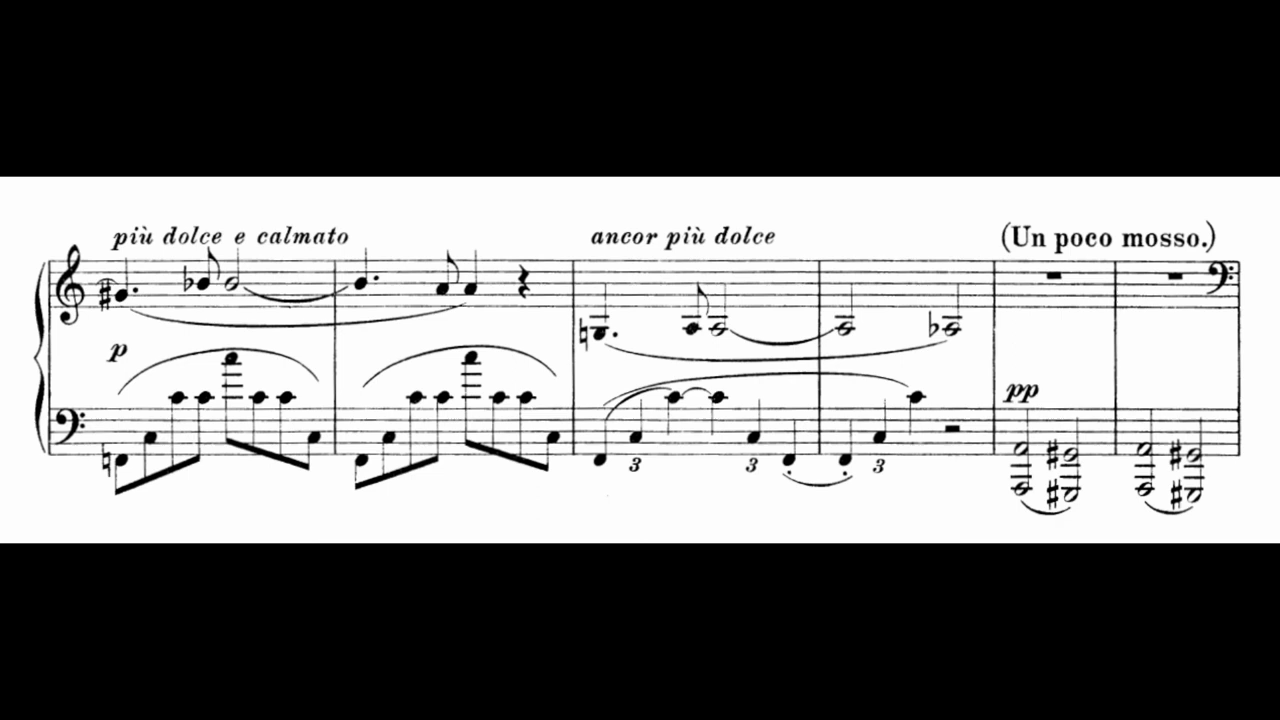 più dolce e calmato
ancor più dolce
(Un poco mosso.)
p
pp
3
3
3